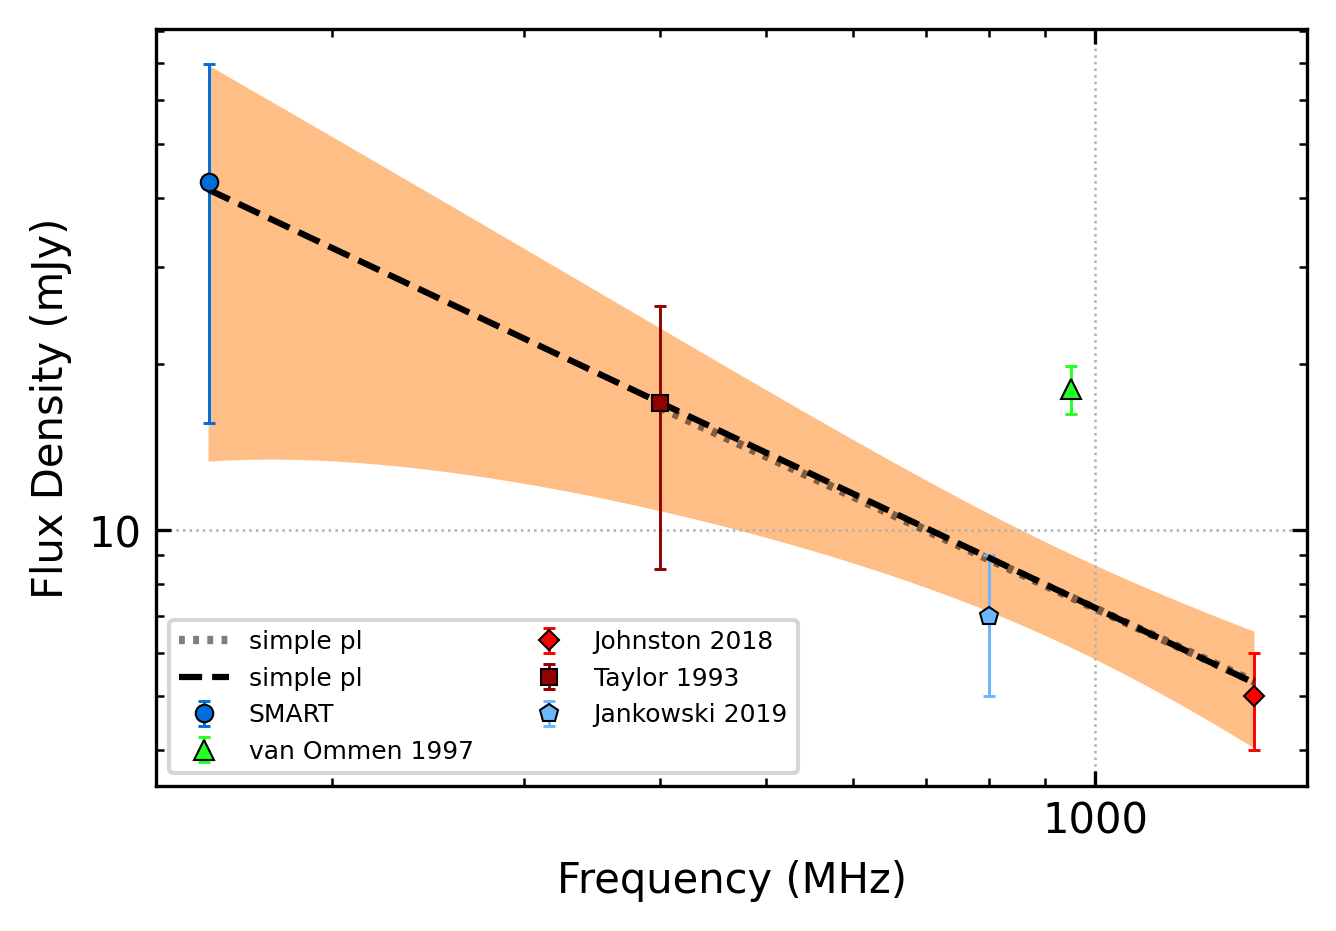 Flux Density (mJy)
10
simple pl
simple pl
SMART
van Ommen 1997
Johnston 2018
Taylor 1993
Jankowski 2019
1000
Frequency (MHz)